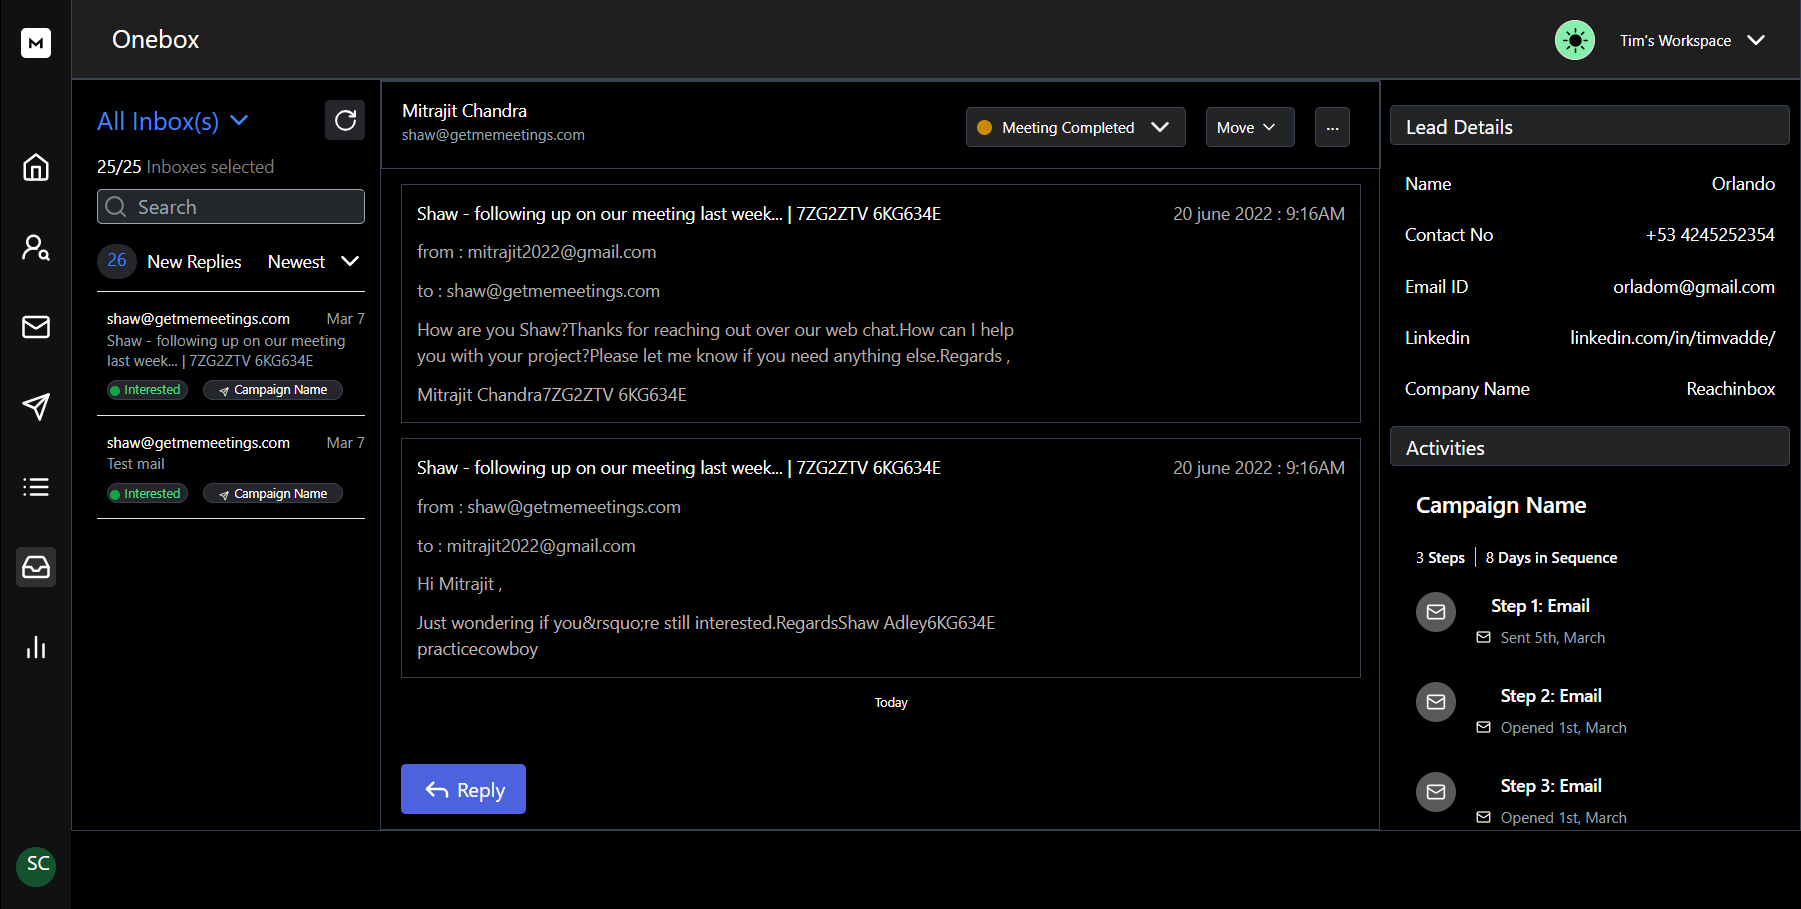 M
Onebox
Tim's Workspace
All Inbox(s)
25/25 Inboxes selected
Search
26 New Replies Newest
shaw@getmemeetings.com Mar 7
Shaw - following up on our meeting
last week... | 7ZG2ZTV 6KG634E
Interested Campaign Name
shaw@getmemeetings.com Mar 7
Test mail
Interested Campaign Name
SC
Mitrajit Chandra
shaw@getmemeetings.com
Meeting Completed Move ...
Shaw - following up on our meeting last week... | 7ZG2ZTV 6KG634E 20 june 2022 : 9:16AM
from : mitrajit2022@gmail.com
to : shaw@getmemeetings.com
How are you Shaw?Thanks for reaching out over our web chat.How can I help
you with your project?Please let me know if you need anything else.Regards ,
Mitrajit Chandra7ZG2ZTV 6KG634E
Shaw - following up on our meeting last week... | 7ZG2ZTV 6KG634E 20 june 2022 : 9:16AM
from : shaw@getmemeetings.com
to : mitrajit2022@gmail.com
Hi Mitrajit ,
Just wondering if you&rsquo;re still interested.RegardsShaw Adley6KG634E
practicecowboy
Today
Reply
Lead Details
Name Orlando
Contact No +53 4245252354
Email ID orladom@gmail.com
Linkedin linkedin.com/in/timvadde/
Company Name Reachinbox
Activities
Campaign Name
3 Steps | 8 Days in Sequence
Step 1: Email
Sent 5th, March
Step 2: Email
Opened 1st, March
Step 3: Email
Opened 1st, March